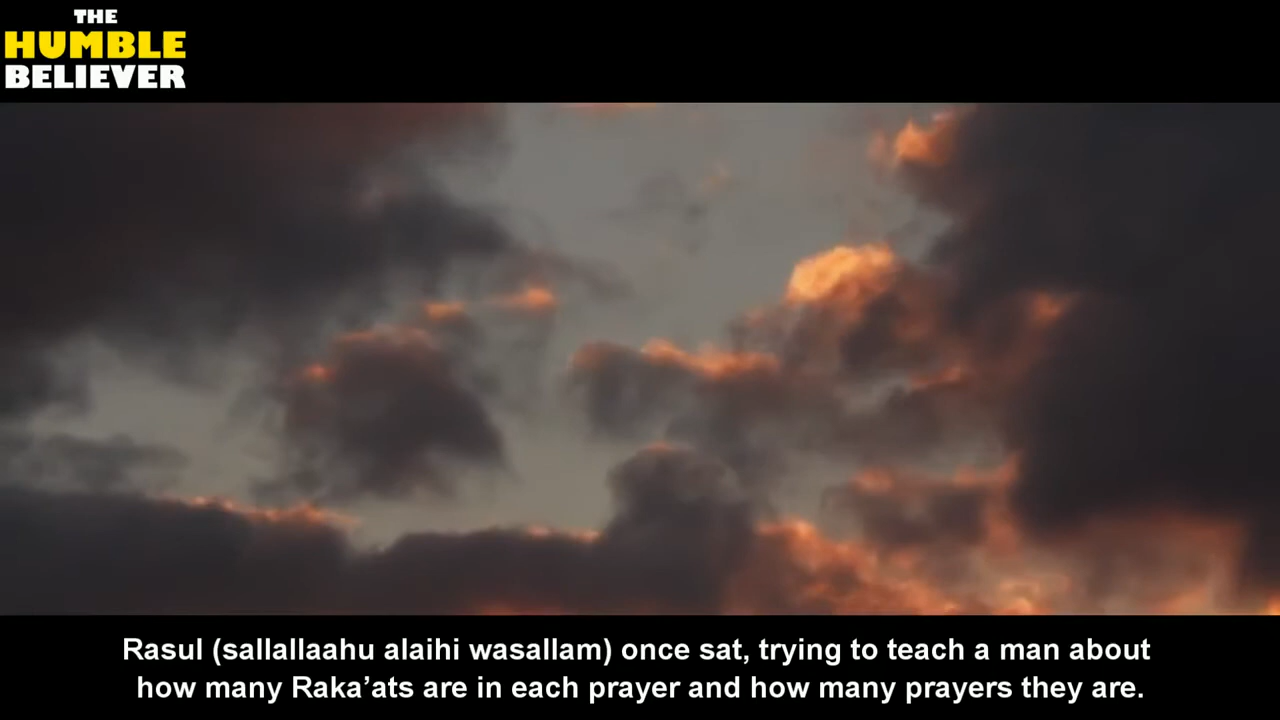 THE
HUMBLE
BELIEVER
Rasul (sallallaahu alaihi wasallam) once sat, trying to teach a man about
how many Raka’ats are in each prayer and how many prayers they are.